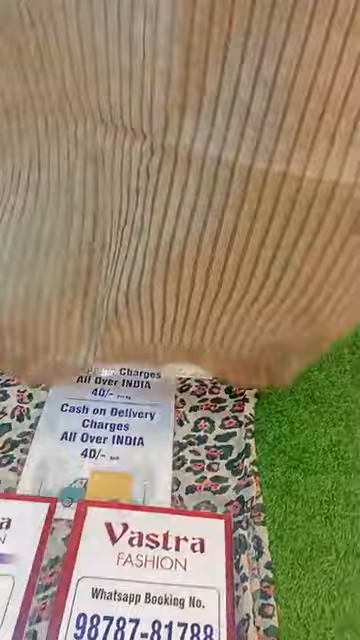 Charges
All Over INDIA
40/-
Cash on Delivery
Charges
All Over INDIA
40/-
a
Vastra
FASHION
Whatsapp Booking No.
98787-81788